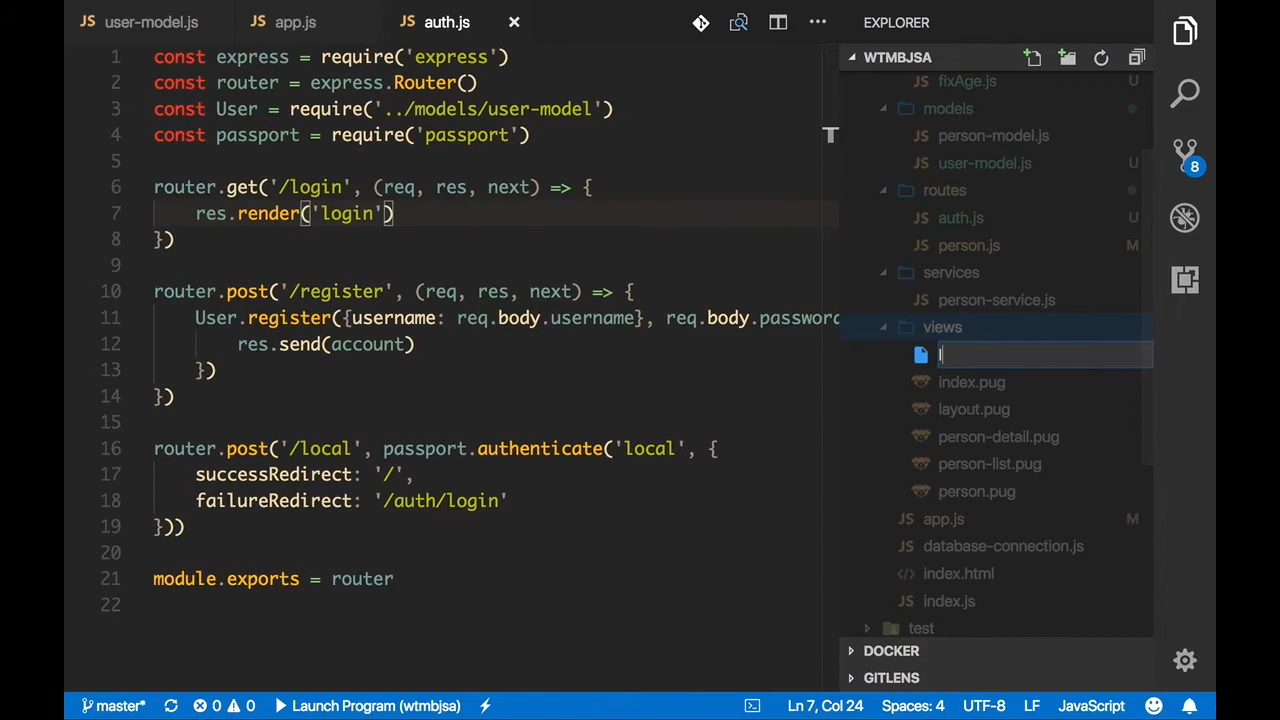 JS user-model.js
JS app.js
JS auth.js
EXPLORER
1 const express = require('express')
2 const router = express.Router()
3 const User = require('../models/user-model')
4 const passport = require('passport')
5
6 router.get('/login', (req, res, next) => {
7 res.render('login')
8 })
9
10 router.post('/register', (req, res, next) => {
11 User.register({username: req.body.username}, req.body.password
12 res.send(account)
13 })
14 })
15
16 router.post('/local', passport.authenticate('local', {
17 successRedirect: '/',
18 failureRedirect: '/auth/login'
19 }))
20
21 module.exports = router
22
WTMBJSA
fixAge.js U
models
JS person-model.js
JS user-model.js U
routes
JS auth.js U
JS person.js M
services
JS person-service.js
views
l
index.pug
layout.pug
person-detail.pug
person-list.pug
person.pug
JS app.js M
JS database-connection.js
index.html
JS index.js
test
DOCKER
GITLENS
8
master* 0 0 Launch Program (wtmbjsa) Ln 7, Col 24 Spaces: 4 UTF-8 LF JavaScript